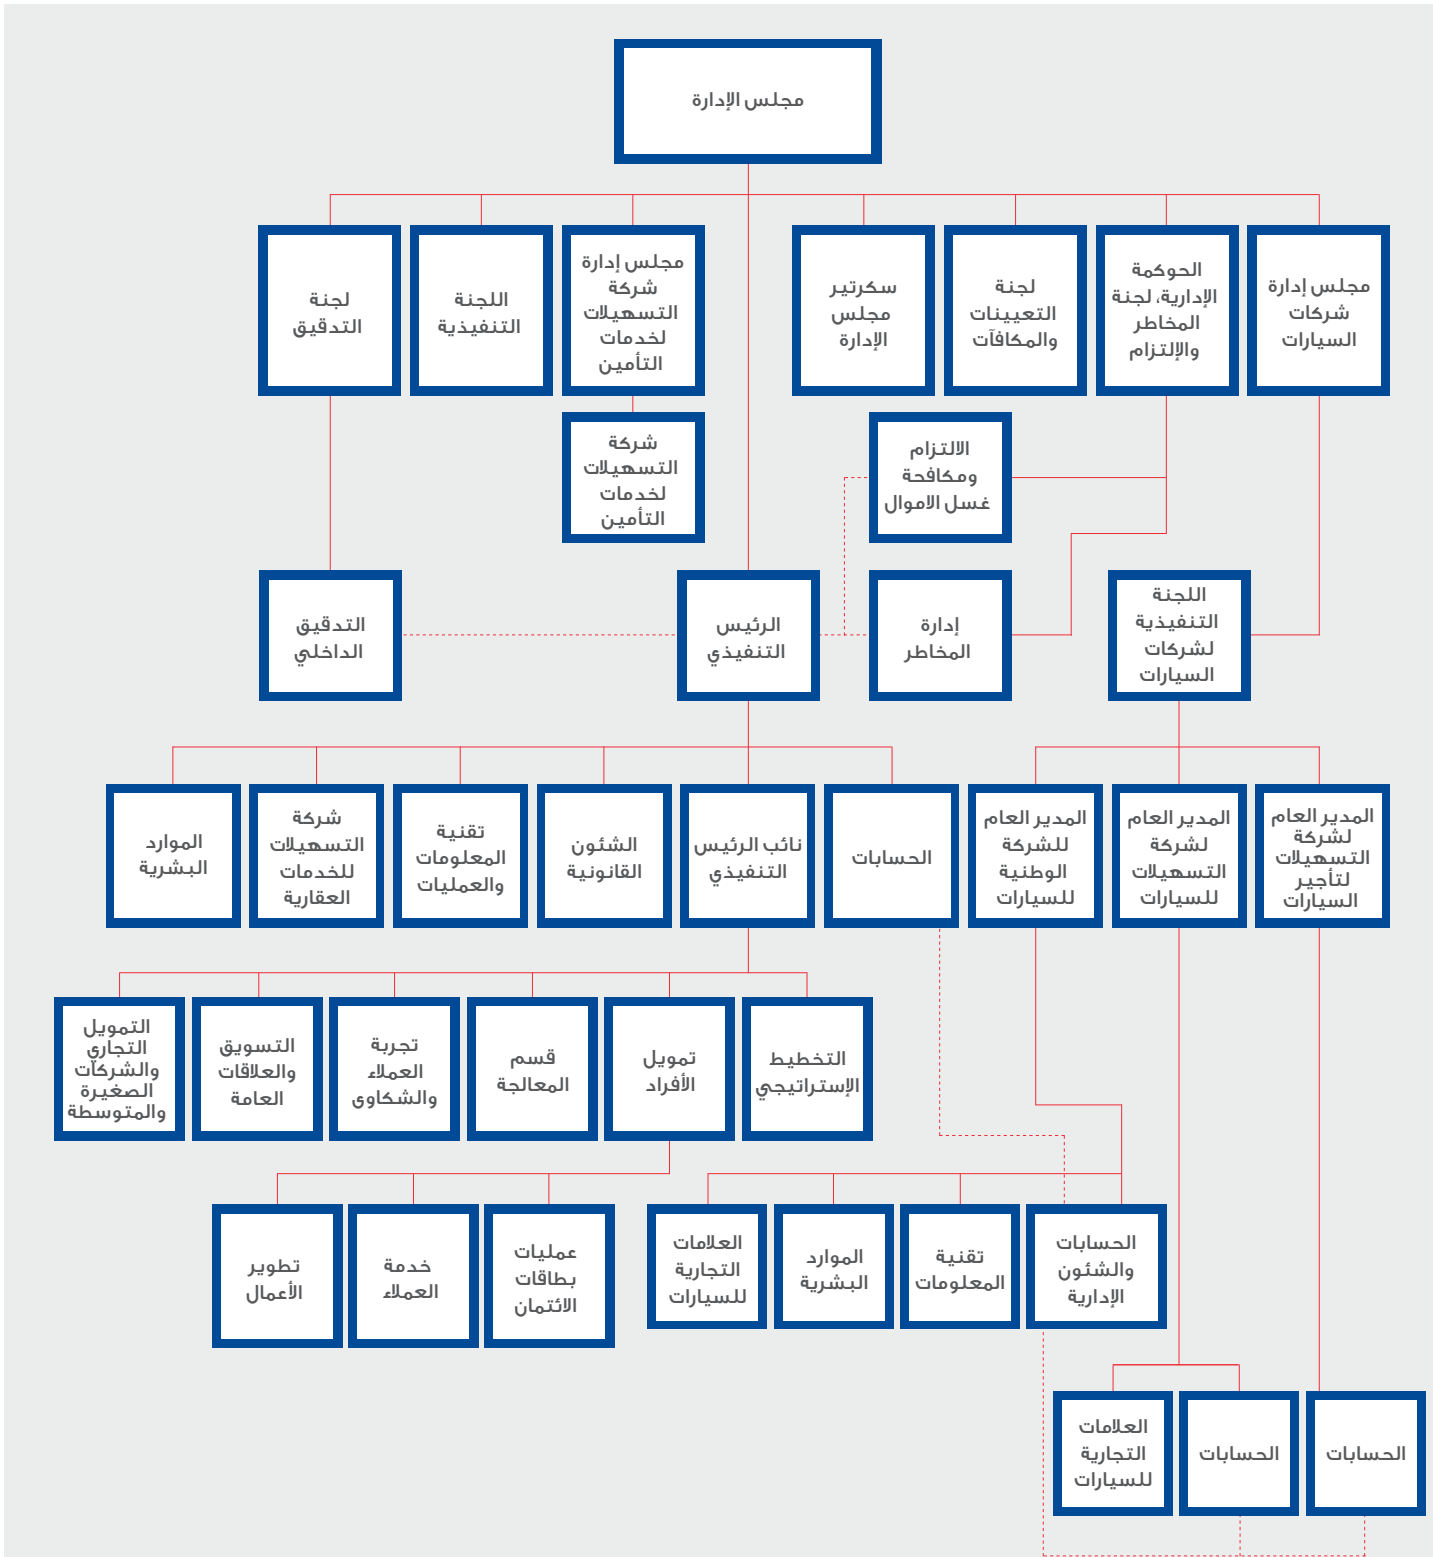 مجلس الإدارة
مجلس إدارة
شركات
السيارات
الحوكمة
الإدارية، لجنة
المخاطر
والإلتزام
لجنة
التعيينات
والمكافآت
سكرتير
مجلس
الإدارة
مجلس إدارة
شركة
التسهيلات
لخدمات
التأمين
اللجنة
التنفيذية
لجنة
التدقيق
الالتزام
ومكافحة
غسل الاموال
شركة
التسهيلات
لخدمات
التأمين
اللجنة
التنفيذية
لشركات
السيارات
إدارة
المخاطر
الرئيس
التنفيذي
التدقيق
الداخلي
المدير العام
لشركة
التسهيلات
لتأجير
السيارات
المدير العام
لشركة
التسهيلات
للسيارات
المدير العام
للشركة
الوطنية
للسيارات
الحسابات
نائب الرئيس
التنفيذي
الشئون
القانونية
تقنية
المعلومات
والعمليات
شركة
التسهيلات
للخدمات
العقارية
الموارد
البشرية
التخطيط
الإستراتيجي
تمويل
الأفراد
قسم
المعالجة
تجربة
العملاء
والشكاوى
التسويق
والعلاقات
العامة
التمويل
التجاري
والشركات
الصغيرة
والمتوسطة
الحسابات
والشئون
الإدارية
تقنية
المعلومات
الموارد
البشرية
العلامات
التجارية
للسيارات
عمليات
بطاقات
الائتمان
خدمة
العملاء
تطوير
الأعمال
الحسابات
الحسابات
العلامات
التجارية
للسيارات